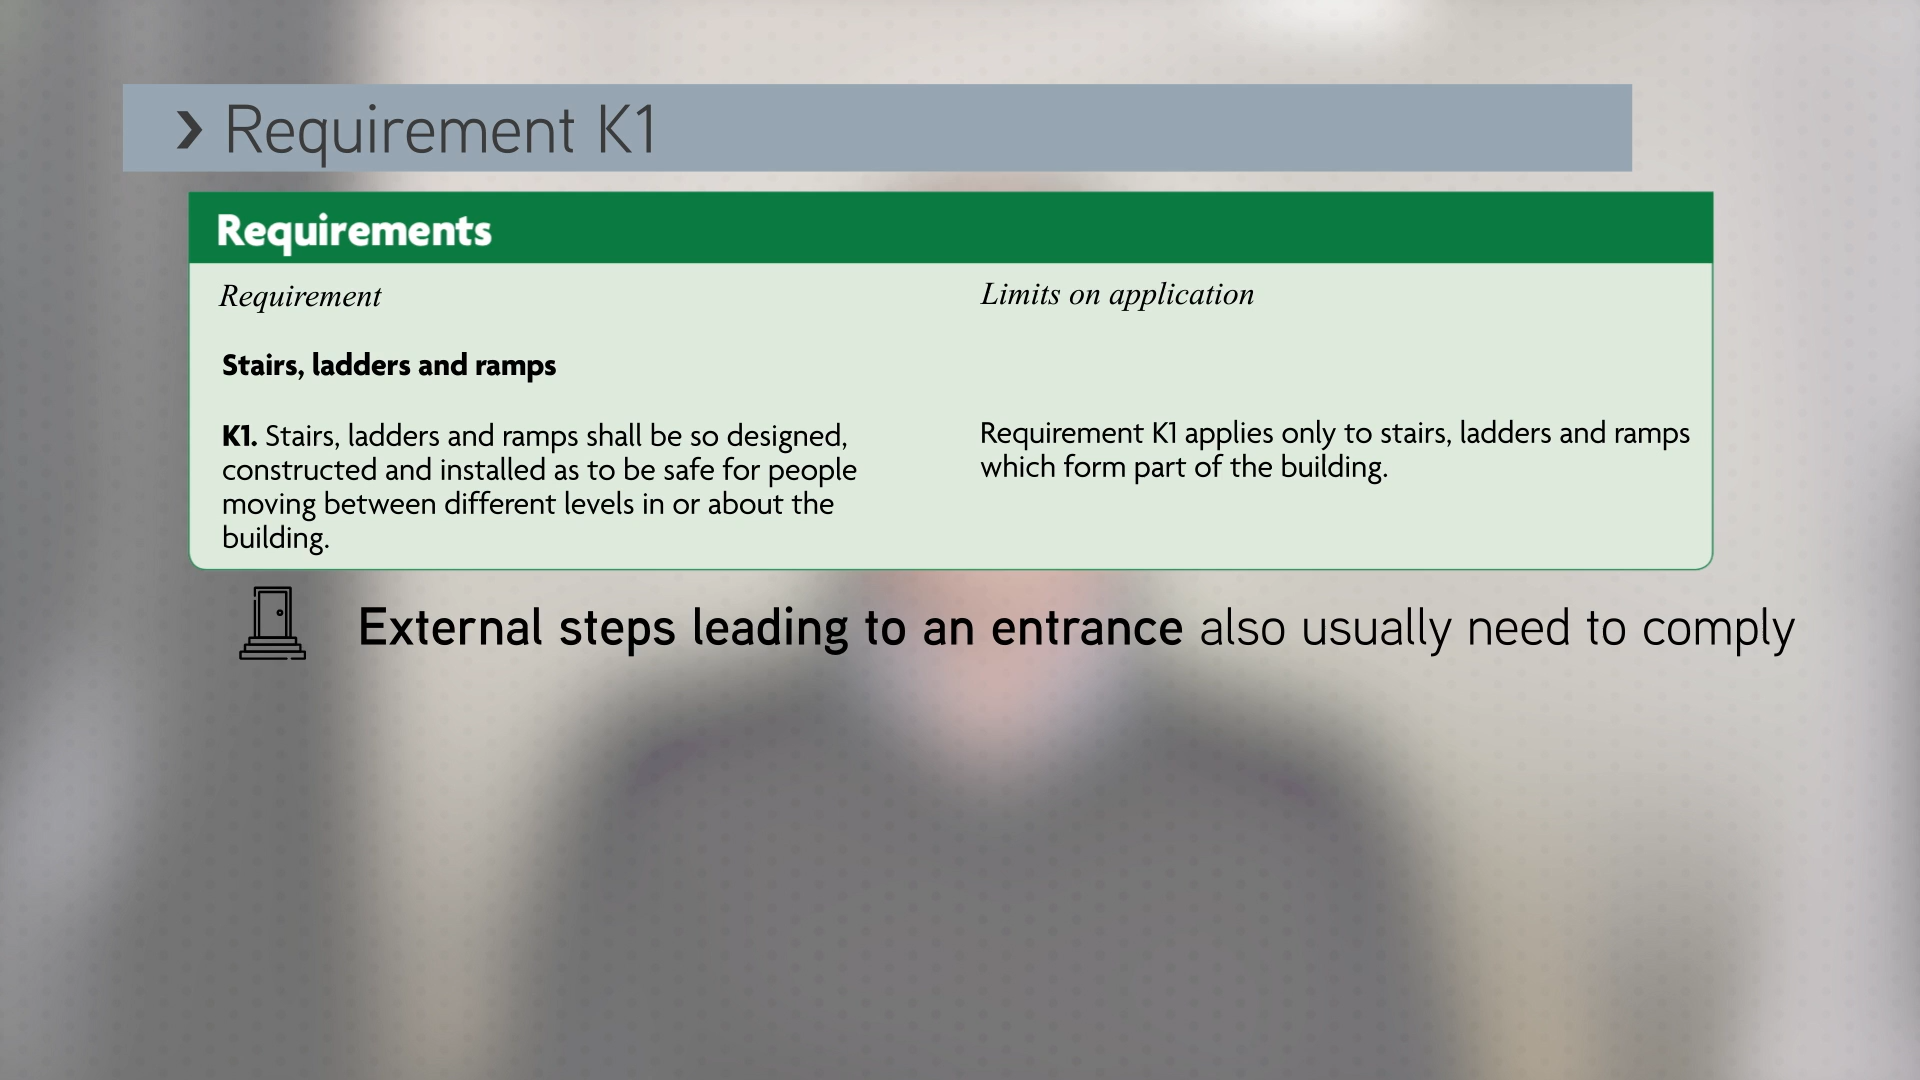 Requirement K1
Requirements
Requirement
Limits on application
Stairs, ladders and ramps
K1. Stairs, ladders and ramps shall be so designed,
constructed and installed as to be safe for people
moving between different levels in or about the
building.
Requirement K1 applies only to stairs, ladders and ramps
which form part of the building.
External steps leading to an entrance also usually need to comply